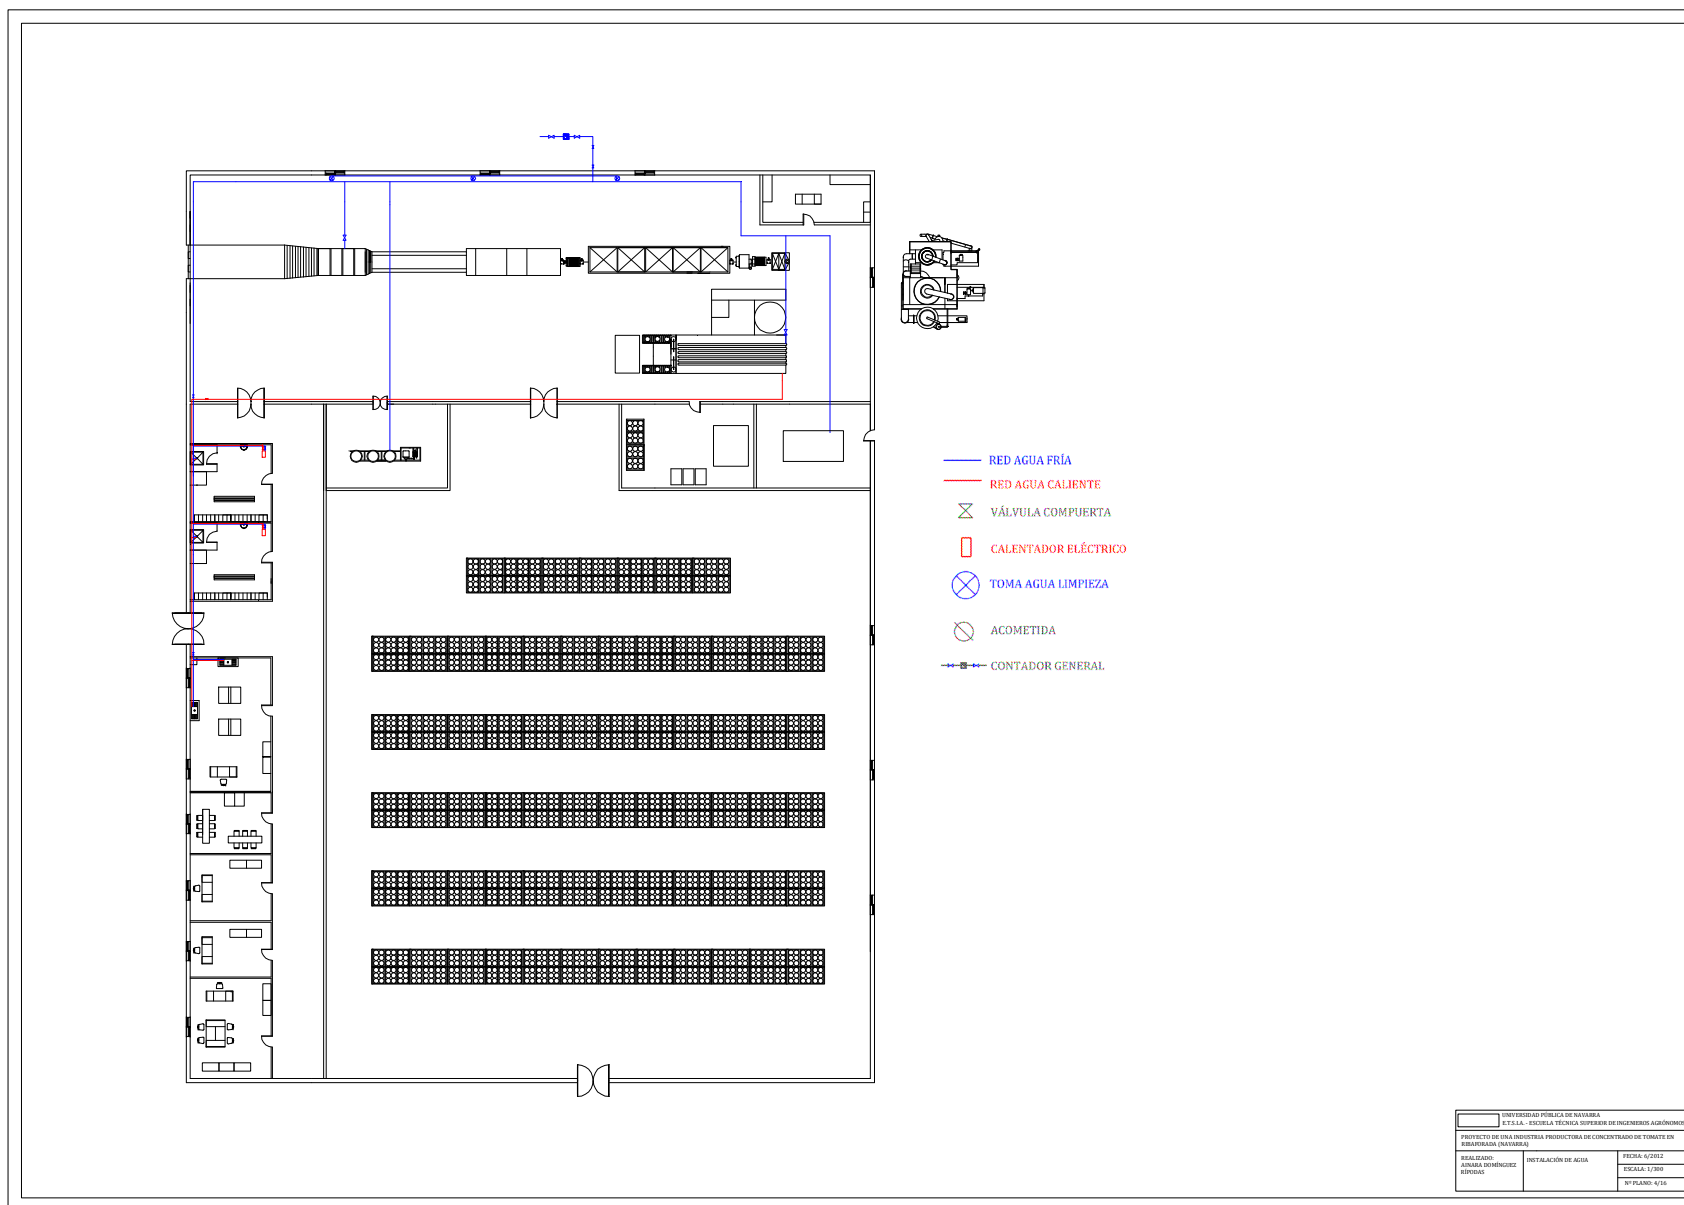 RED AGUA FRÍA
RED AGUA CALIENTE
VÁLVULA COMPUERTA
CALENTADOR ELÉCTRICO
TOMA AGUA LIMPIEZA
ACOMETIDA
CONTADOR GENERAL
UNIVERSIDAD PÚBLICA DE NAVARRA
E.T.S.I.A. - ESCUELA TÉCNICA SUPERIOR DE INGENIEROS AGRÓNOMOS
PROYECTO DE UNA INDUSTRIA PRODUCTORA DE CONCENTRADO DE TOMATE EN
RIBAFORADA (NAVARRA)
REALIZADO:
AINARA DOMÍNGUEZ
RÍPODAS
INSTALACIÓN DE AGUA
FECHA: 6/2012
ESCALA: 1/300
Nº PLANO: 4/16